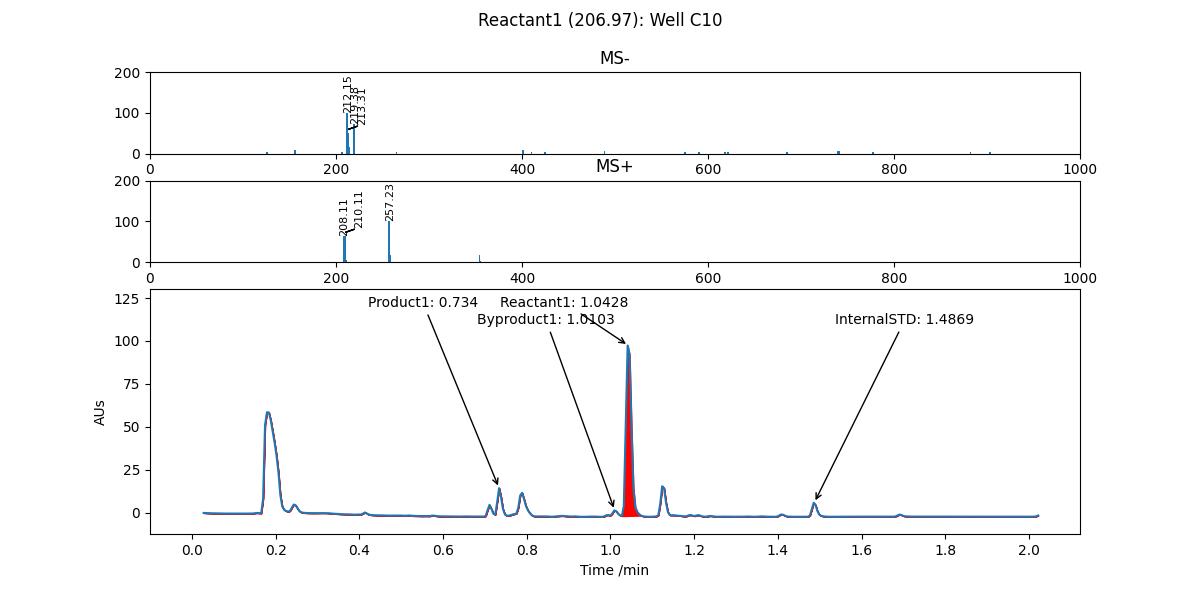 Reactant1 (206.97): Well C10
MS-
200
100
0
212.15
219.38
213.31
0 200 400 600 800 1000
MS+
200
100
0
208.11
210.11
257.23
0 200 400 600 800 1000
Product1: 0.734 Reactant1: 1.0428
Byproduct1: 1.0103 InternalSTD: 1.4869
125
100
75
50
25
0
AUs
0.0 0.2 0.4 0.6 0.8 1.0 1.2 1.4 1.6 1.8 2.0
Time /min